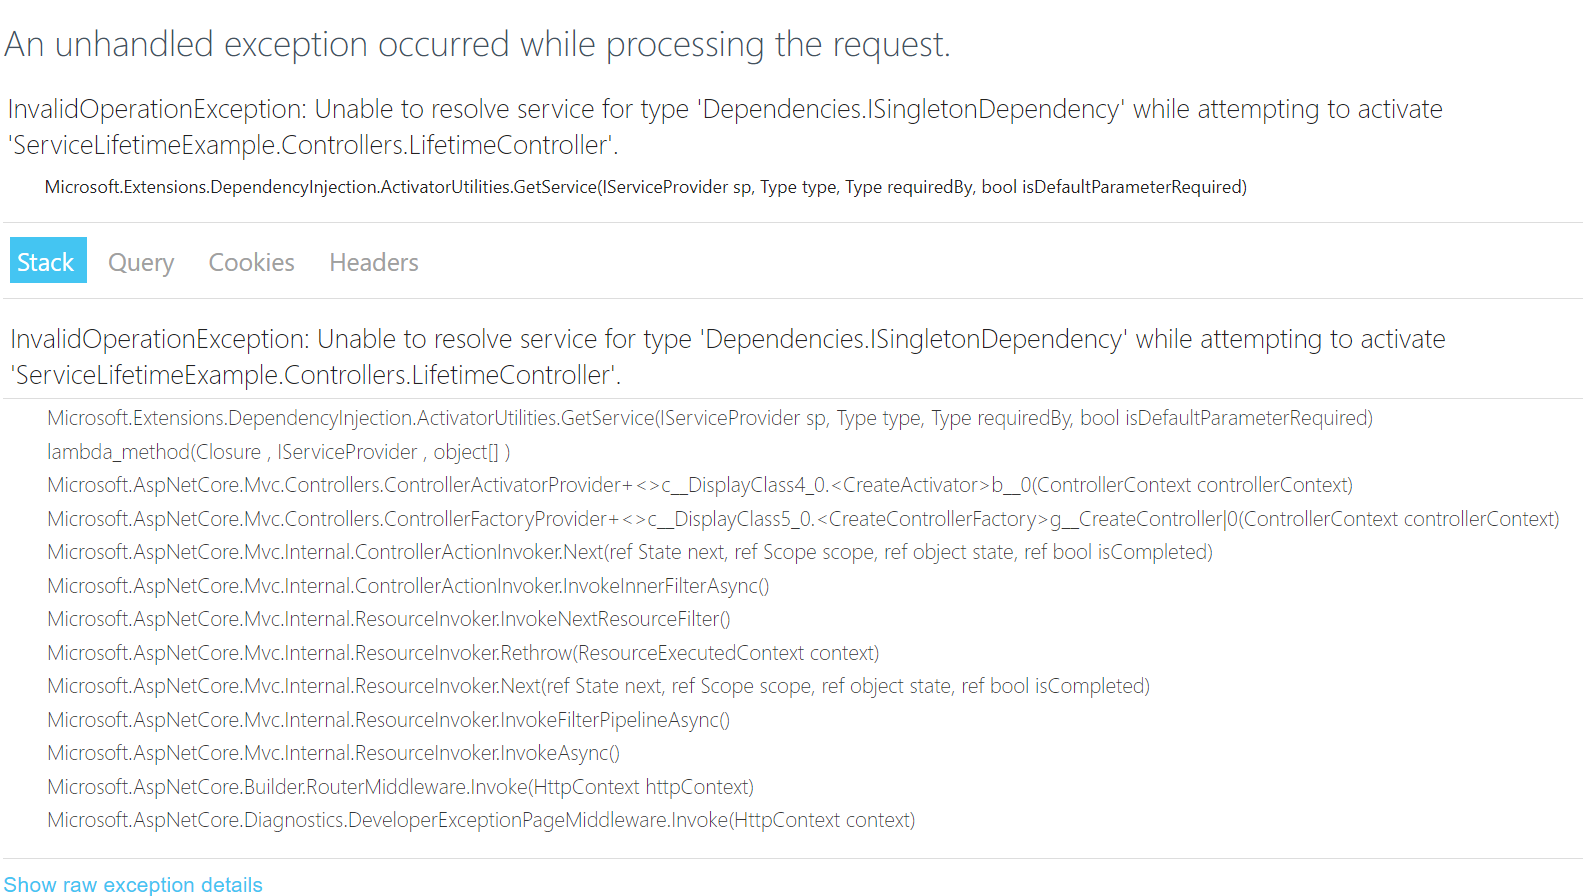 An unhandled exception occurred while processing the request.
InvalidOperationException: Unable to resolve service for type 'Dependencies.ISingletonDependency' while attempting to activate
'ServiceLifetimeExample.Controllers.LifetimeController'.
Microsoft.Extensions.DependencyInjection.ActivatorUtilities.GetService(IServiceProvider sp, Type type, Type requiredBy, bool isDefaultParameterRequired)
Stack Query Cookies Headers
InvalidOperationException: Unable to resolve service for type 'Dependencies.ISingletonDependency' while attempting to activate
'ServiceLifetimeExample.Controllers.LifetimeController'.
Microsoft.Extensions.DependencyInjection.ActivatorUtilities.GetService(IServiceProvider sp, Type type, Type requiredBy, bool isDefaultParameterRequired)
lambda_method(Closure , IServiceProvider , object[] )
Microsoft.AspNetCore.Mvc.Controllers.ControllerActivatorProvider+<>c__DisplayClass4_0.<CreateActivator>b__0(ControllerContext controllerContext)
Microsoft.AspNetCore.Mvc.Controllers.ControllerFactoryProvider+<>c__DisplayClass5_0.<CreateControllerFactory>g__CreateController|0(ControllerContext controllerContext)
Microsoft.AspNetCore.Mvc.Internal.ControllerActionInvoker.Next(ref State next, ref Scope scope, ref object state, ref bool isCompleted)
Microsoft.AspNetCore.Mvc.Internal.ControllerActionInvoker.InvokeInnerFilterAsync()
Microsoft.AspNetCore.Mvc.Internal.ResourceInvoker.InvokeNextResourceFilter()
Microsoft.AspNetCore.Mvc.Internal.ResourceInvoker.Rethrow(ResourceExecutedContext context)
Microsoft.AspNetCore.Mvc.Internal.ResourceInvoker.Next(ref State next, ref Scope scope, ref object state, ref bool isCompleted)
Microsoft.AspNetCore.Mvc.Internal.ResourceInvoker.InvokeFilterPipelineAsync()
Microsoft.AspNetCore.Mvc.Internal.ResourceInvoker.InvokeAsync()
Microsoft.AspNetCore.Builder.RouterMiddleware.Invoke(HttpContext httpContext)
Microsoft.AspNetCore.Diagnostics.DeveloperExceptionPageMiddleware.Invoke(HttpContext context)
Show raw exception details